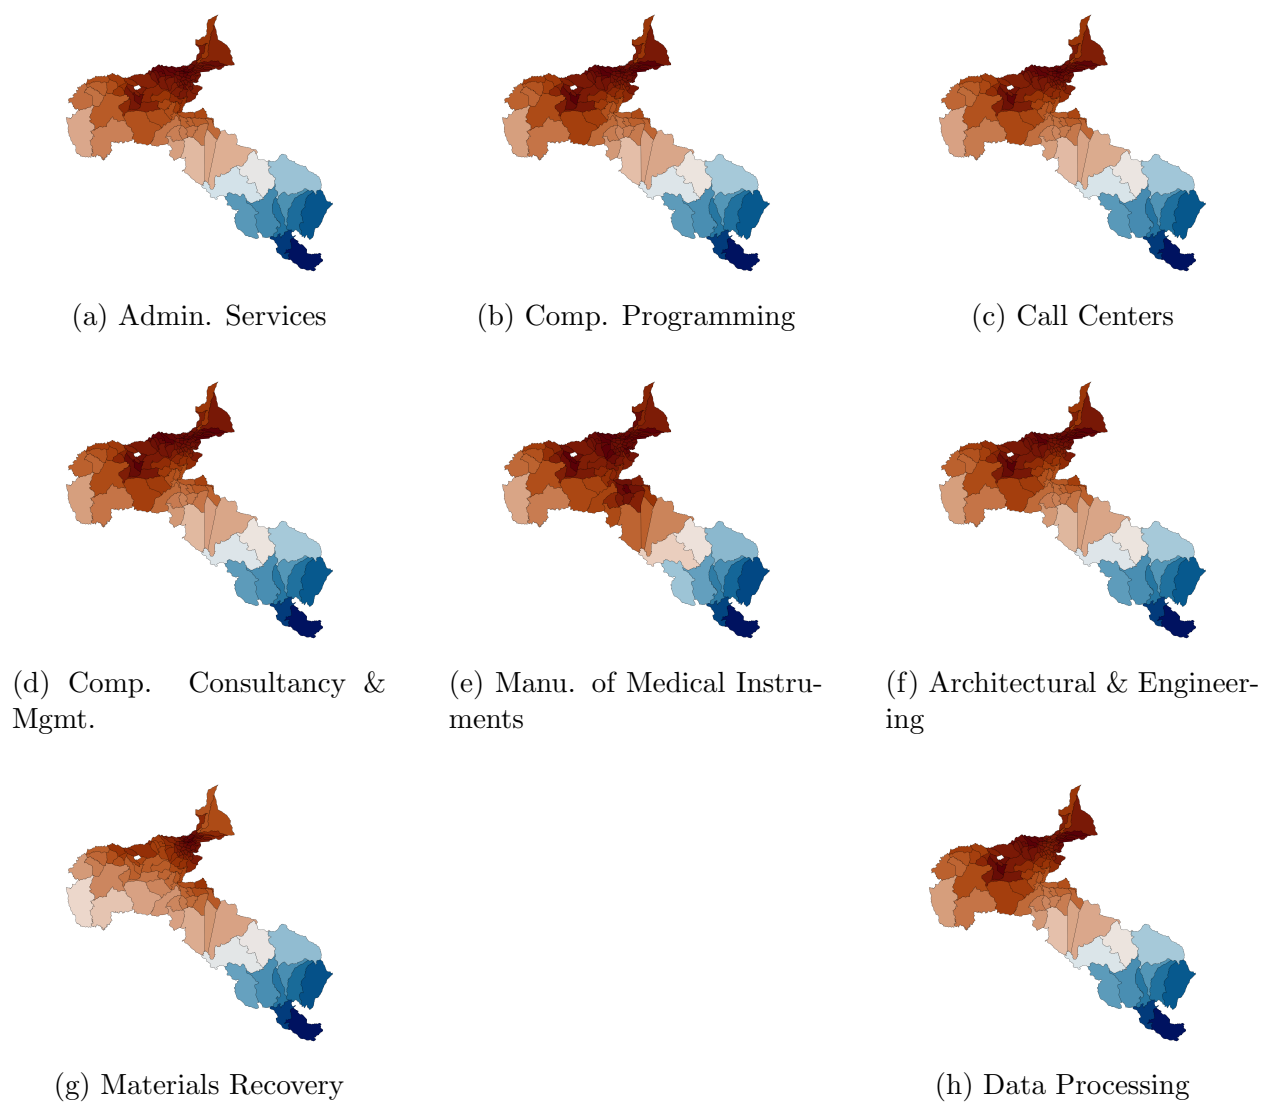 (a) Admin. Services
(b) Comp. Programming
(c) Call Centers
(d) Comp. Consultancy &
Mgmt.
(e) Manu. of Medical Instru-
ments
(f) Architectural & Engineer-
ing
(g) Materials Recovery
(h) Data Processing